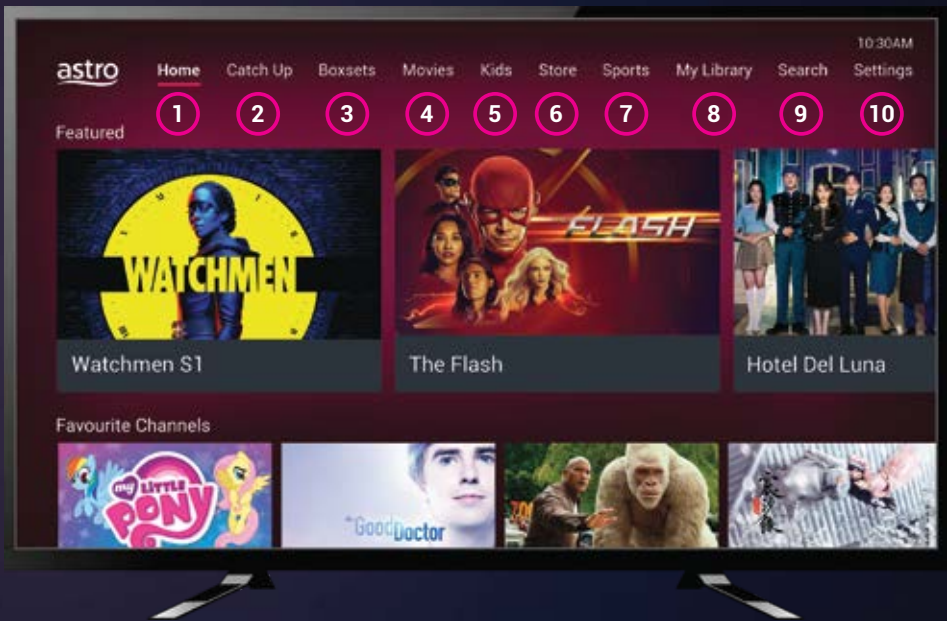 10:30AM
astro Home Catch Up Boxsets Movies Kids Store Sports My Library Search Settings
1 2 3 4 5 6 7 8 9 10
Featured
WATCHMEN
FLASH
Watchmen S1
The Flash
Hotel Del Luna
Favourite Channels
my LITTLE
PONY
the Good Doctor